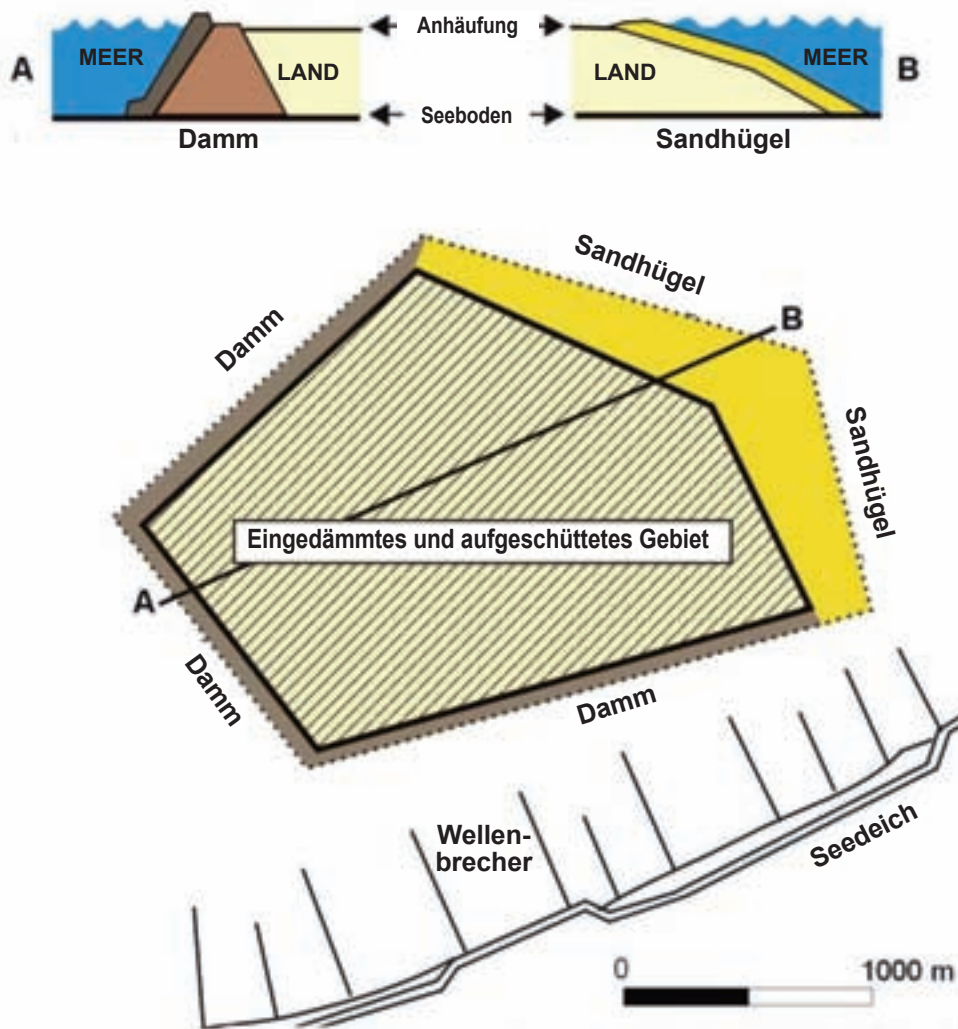 Anhäufung
A
MEER
LAND
LAND
MEER
B
Seeboden
Damm
Sandhügel
Sandhügel
Damm
B
Sandhügel
Eingedämmtes und aufgeschüttetes Gebiet
A
Damm
Damm
Wellen-
brecher
Seedeich
0
1000 m